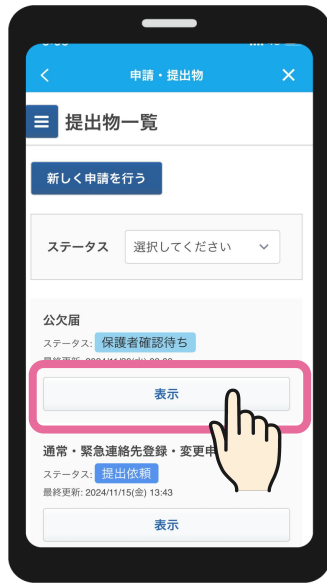 申請・提出物
提出物一覧
新しく申請を行う
ステータス 選択してください
公欠届
ステータス: 保護者確認待ち
表示
通常・緊急連絡先登録・変更申
ステータス: 提出依頼
最終更新: 2024/11/15(金) 13:43
表示